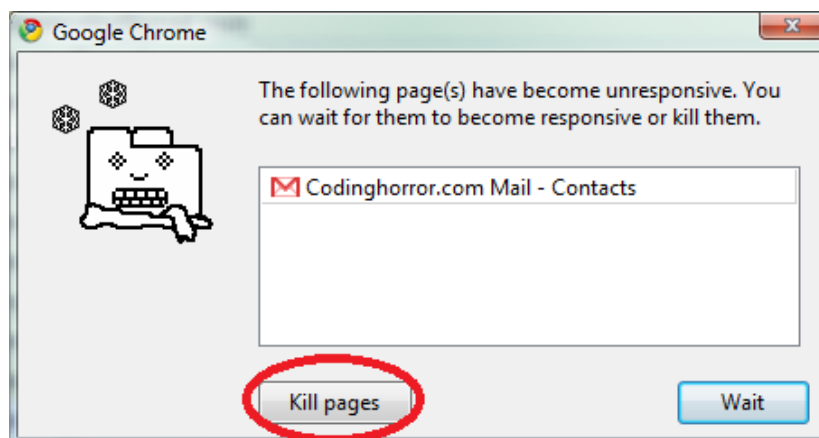 Google Chrome
The following page(s) have become unresponsive. You
can wait for them to become responsive or kill them.
Codinghorror.com Mail - Contacts
Kill pages
Wait